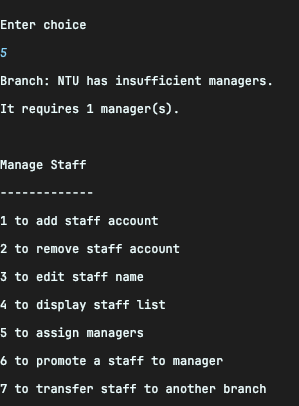 Enter choice
5
Branch: NTU has insufficient managers.
It requires 1 manager(s).
Manage Staff
-------------
1 to add staff account
2 to remove staff account
3 to edit staff name
4 to display staff list
5 to assign managers
6 to promote a staff to manager
7 to transfer staff to another branch